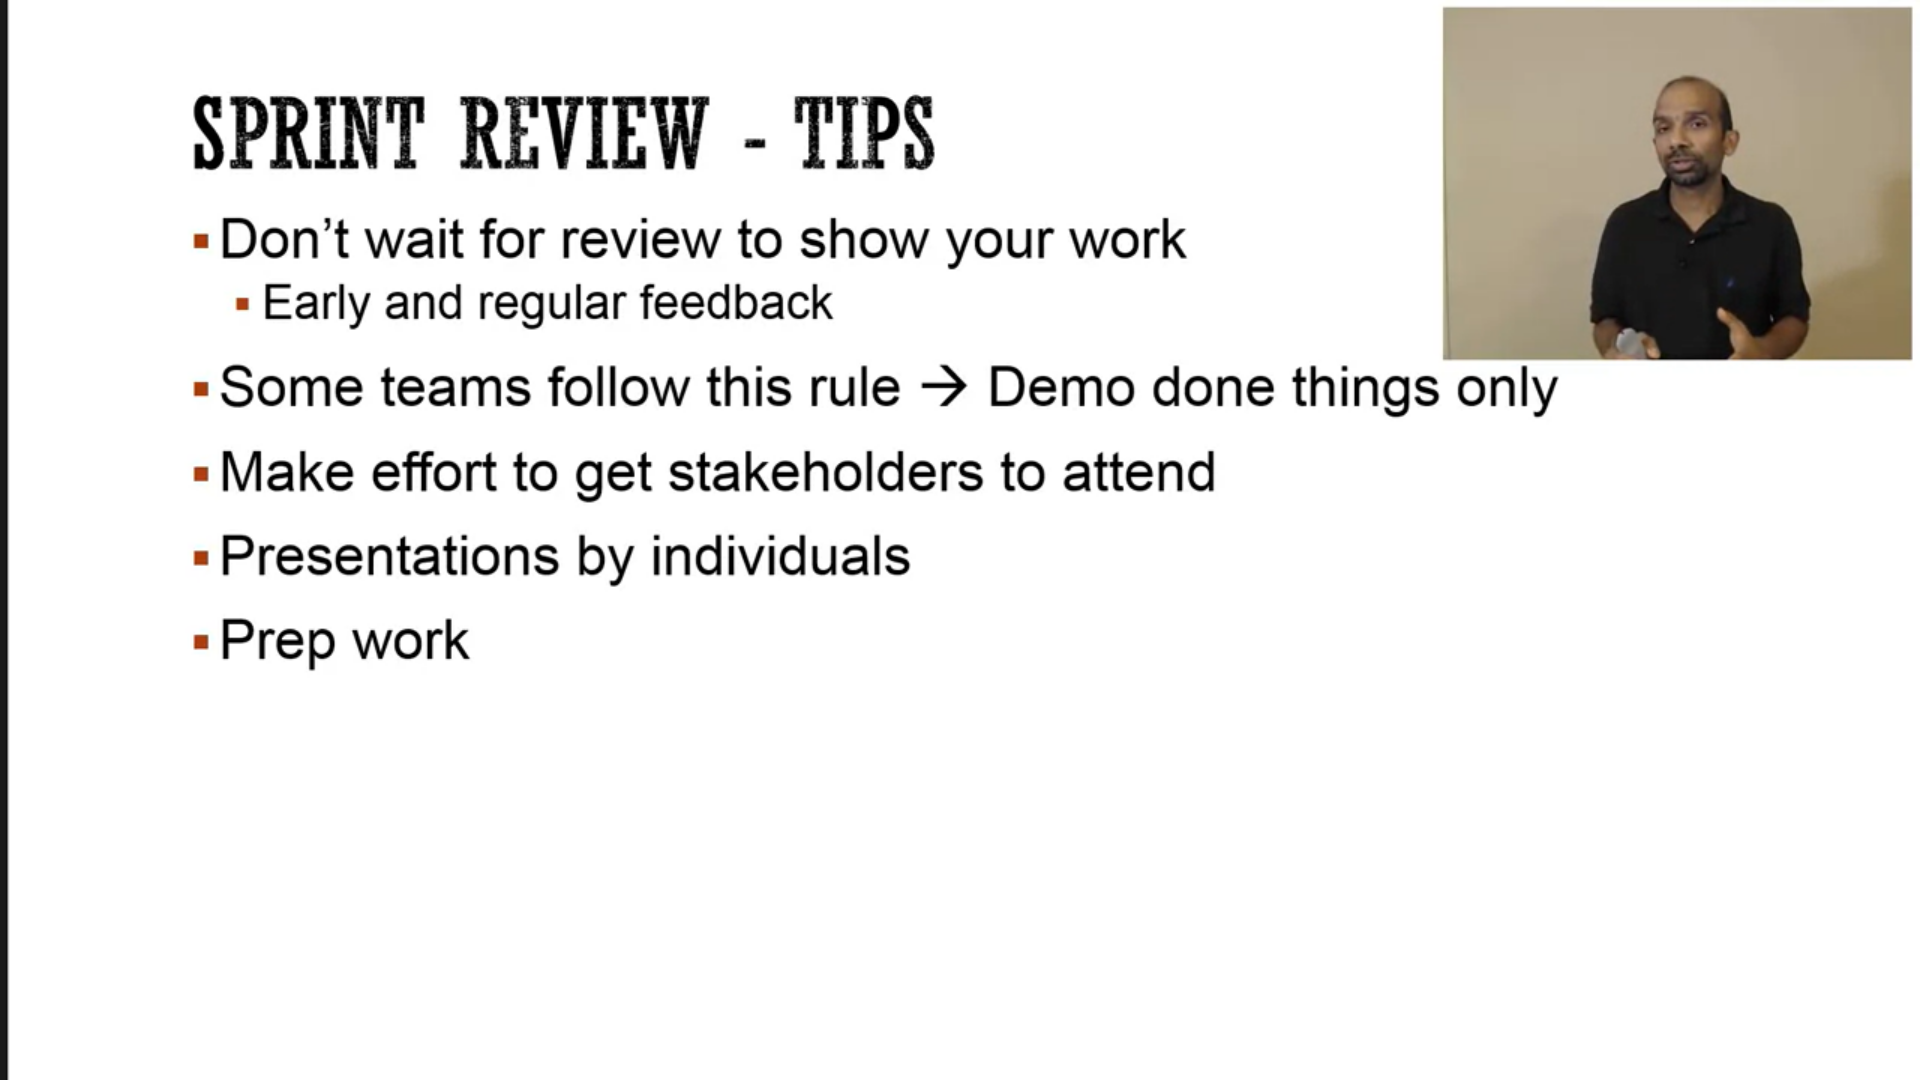 SPRINT REVIEW - TIPS
Don’t wait for review to show your work
Early and regular feedback
Some teams follow this rule → Demo done things only
Make effort to get stakeholders to attend
Presentations by individuals
Prep work